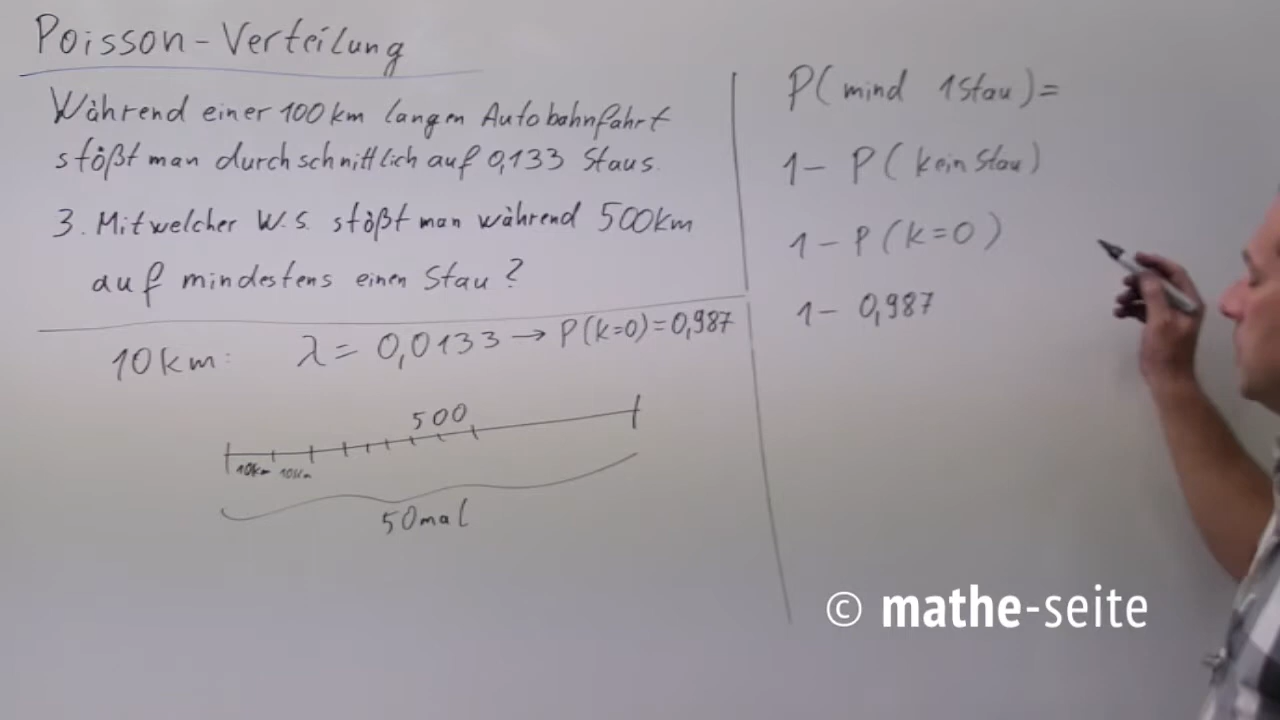 Poisson-Verteilung
Während einer 100km langen Autobahnfahrt
stößt man durchschnittlich auf 0,133 Staus.
3. Mit welcher W.S. stößt man während 500km
auf mindestens einen Stau?
10km: λ = 0,0133 → P(k=0)=0,987
500
10km 10km
50mal
P(mind 1Stau)=
1- P(kein Stau)
1-P(k=0)
1- 0,987
© mathe-seite